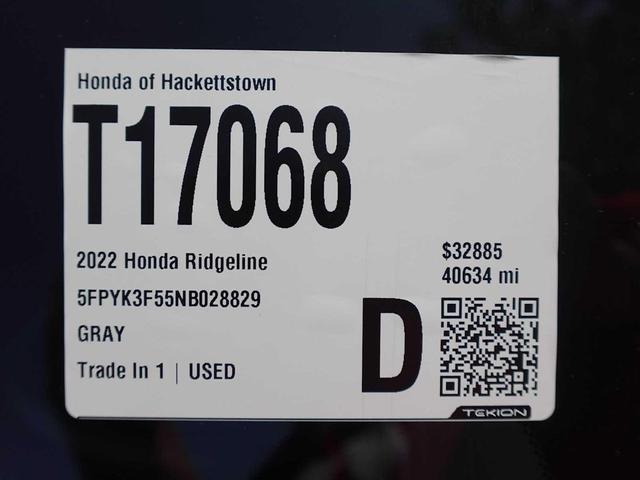 Honda of Hackettstown
T17068
2022 Honda Ridgeline
$32885
40634 mi
5FPYK3F55NB028829
GRAY
Trade In 1 | USED
D
TEKION